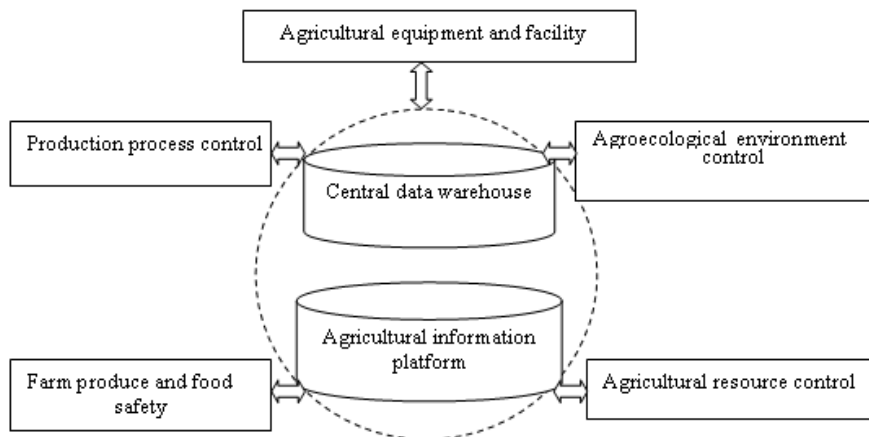 Agricultural equipment and facility
Production process control
Agroecological environment
control
Central data warehouse
Agricultural information
platform
Farm produce and food
safety
Agricultural resource control